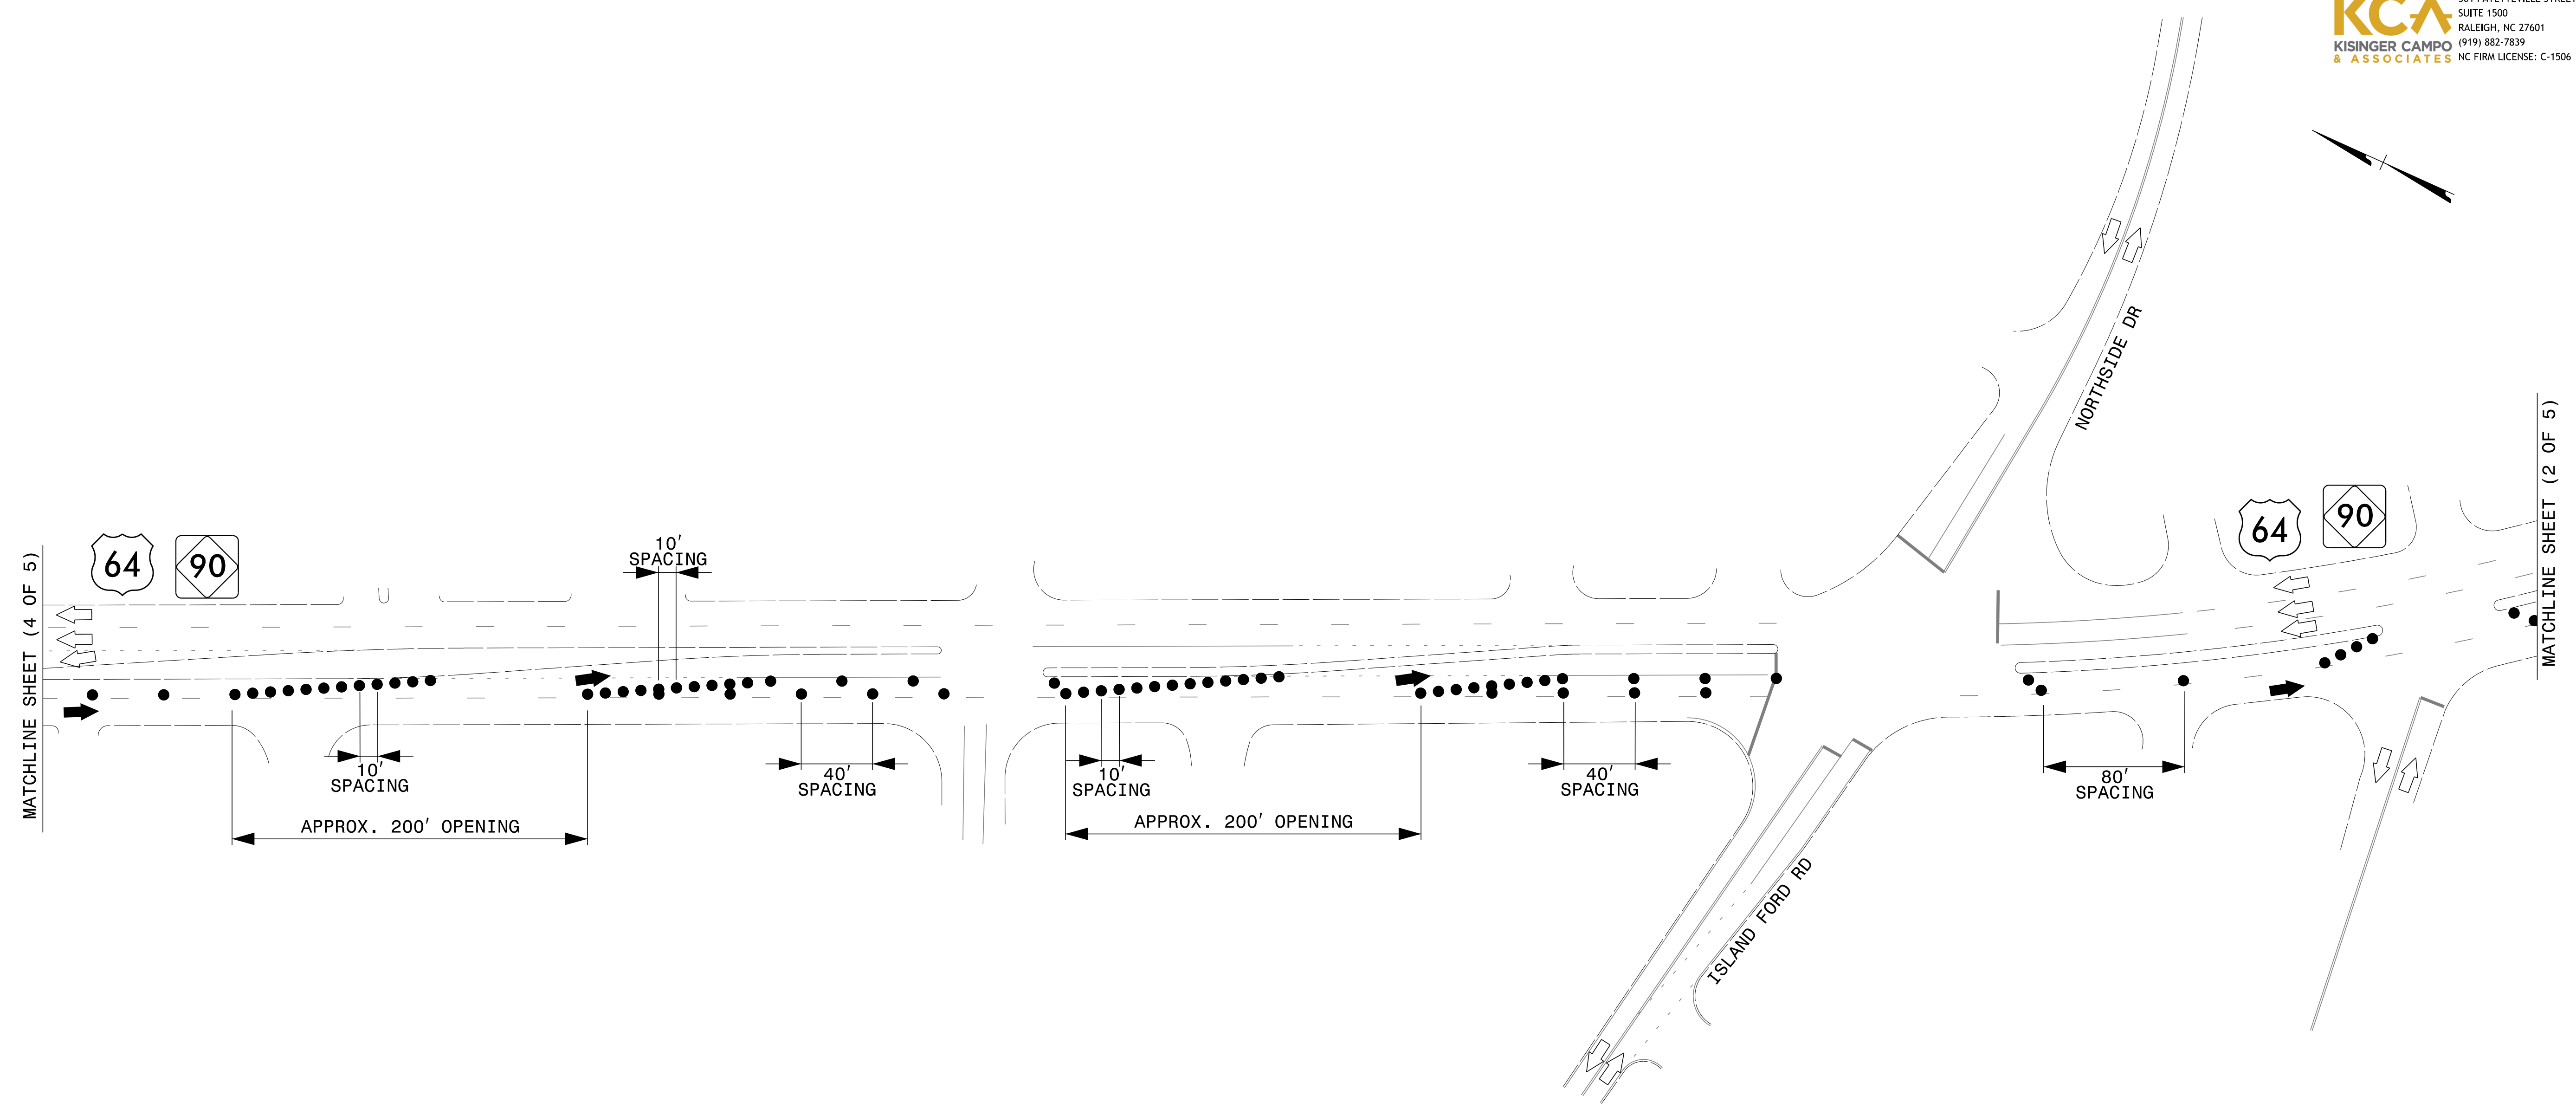 KCA
SUITE 1500
RALEIGH, NC 27601
KISINGER CAMPO
& ASSOCIATES
(919) 882-7839
NC FIRM LICENSE: C-1506
NORTHSIDE DR
MATCHLINE SHEET (2 OF 5)
64
90
MATCHLINE SHEET (4 OF 5)
64
90
10'
SPACING
10'
SPACING
40'
SPACING
10'
SPACING
40'
SPACING
80'
SPACING
APPROX. 200' OPENING
APPROX. 200' OPENING
ISLAND FORD RD